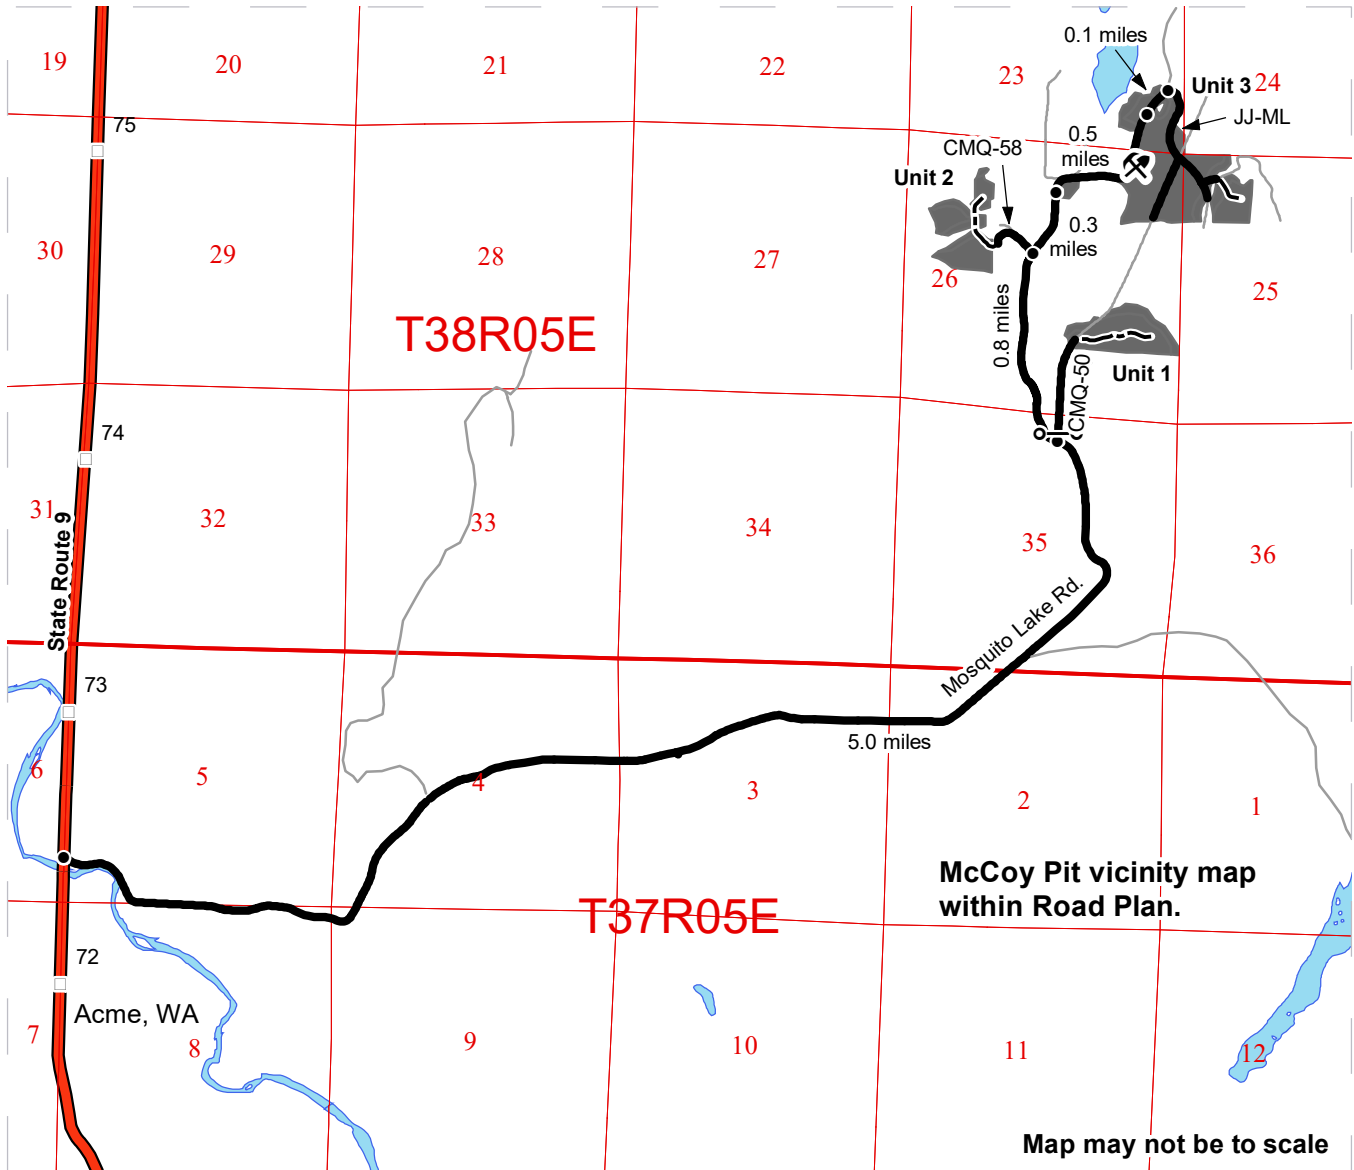 0.1 miles
19
20
21
22
23
Unit 3
24
75
JJ-ML
0.5
miles
CMQ-58
Unit 2
0.3
miles
30
29
28
27
26
25
T38R05E
0.8 miles
CMQ-50
Unit 1
74
31
32
33
34
35
36
State Route 9
Mosquito Lake Rd.
73
5.0 miles
6
5
4
3
2
1
McCoy Pit vicinity map
within Road Plan.
T37R05E
72
Acme, WA
7
8
9
10
11
12
Map may not be to scale